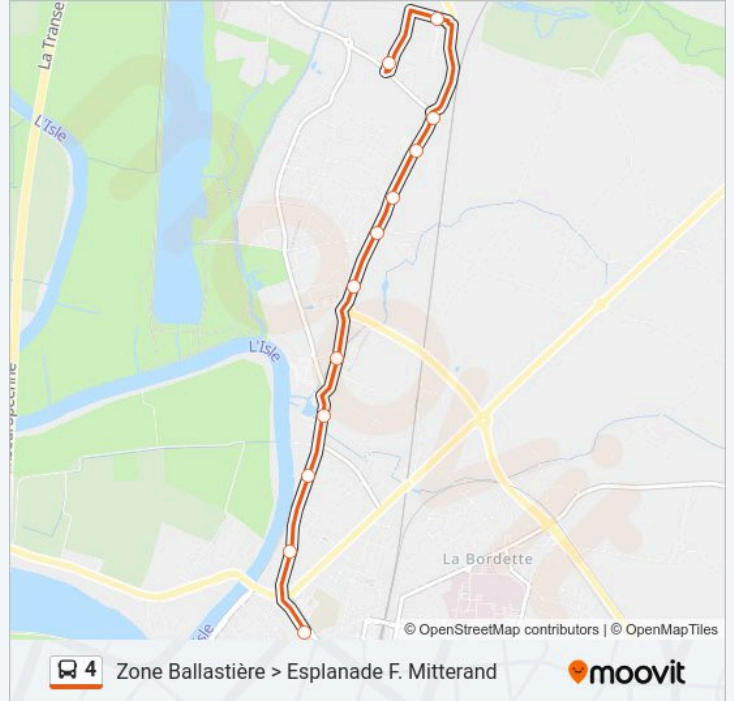 La Transe
L'Isle
L'Isle
La Bordette
© OpenStreetMap contributors | © OpenMapTiles
4
Zone Ballastière > Esplanade F. Mitterand
moovit